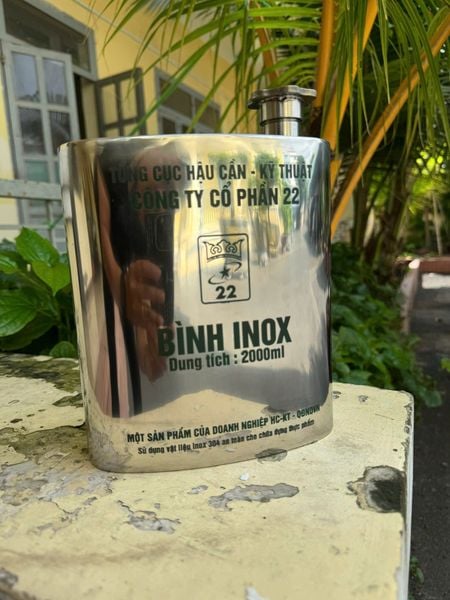 TỔNG CỤC HẬU CẦN - KỸ THUẬT
CÔNG TY CỔ PHẦN 22
22
BÌNH INOX
Dung tích : 2000ml
MỘT SẢN PHẨM CỦA DOANH NGHIỆP HC-KT - QĐNDVN
Sử dụng vật liệu Inox 304 an toàn cho chứa đựng thực phẩm